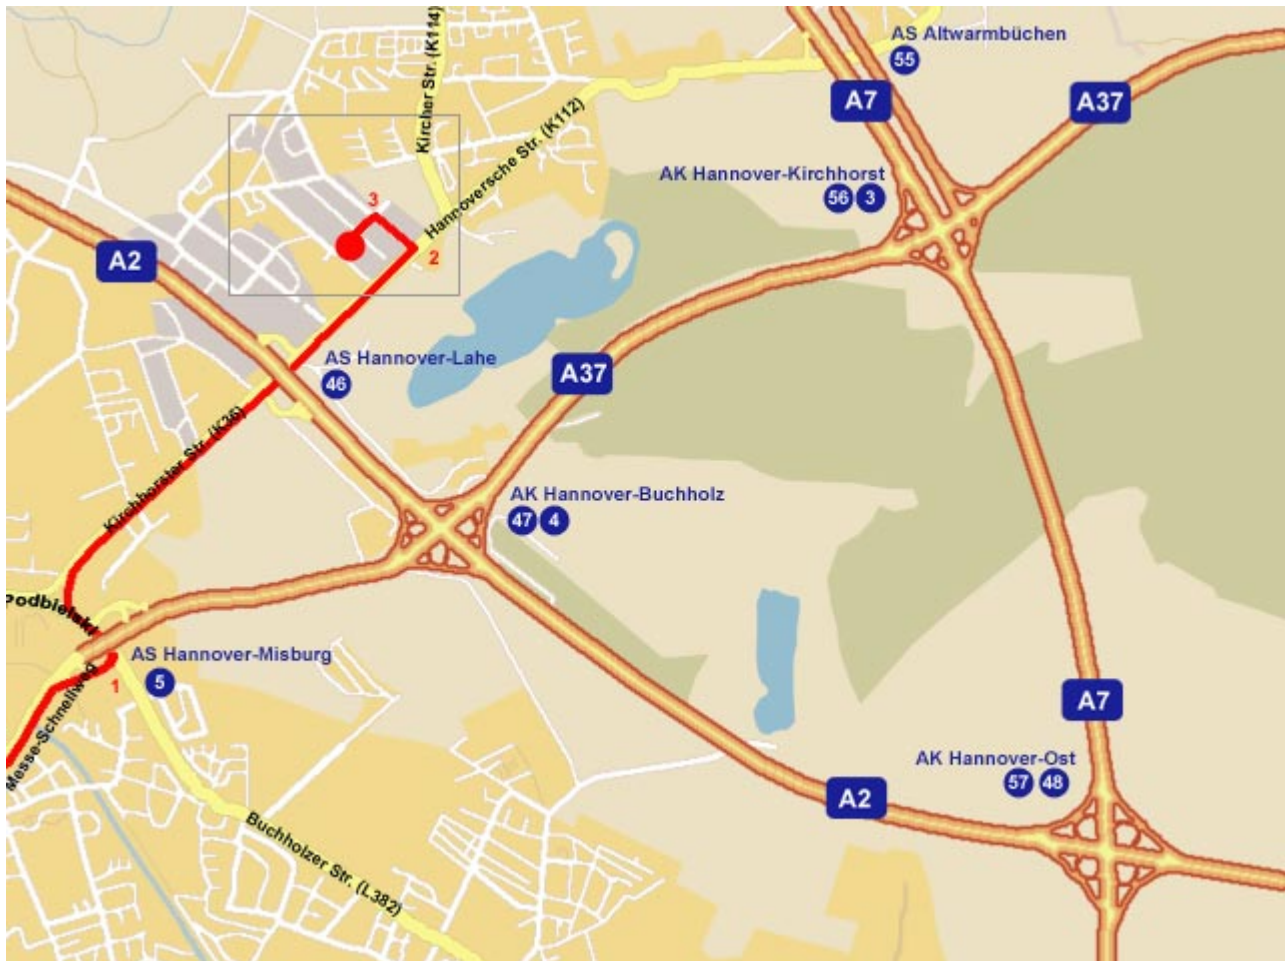 AS Altwarmbüchen
55
A7
A37
Kircher Str. (K114)
Hannoversche Str. (K112)
AK Hannover-Kirchhorst
56 3
3
2
A2
AS Hannover-Lahe
46
A37
Kirchhorster Str. (K36)
AK Hannover-Buchholz
47 4
Podbielski
AS Hannover-Misburg
5
1
Messe-Schnellweg
A7
AK Hannover-Ost
57 48
A2
Buchholzer Str. (L382)